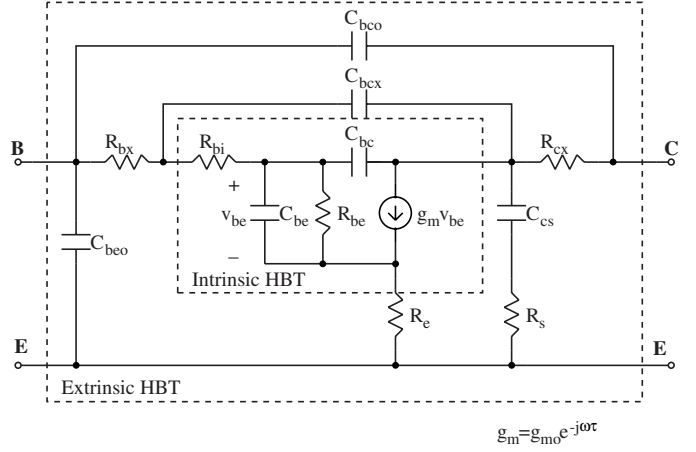 C_bco
C_bcx
B R_bx R_bi C_bc R_cx C
+
v_be C_be R_be g_m v_be C_cs
C_beo
−
Intrinsic HBT
R_e R_s
E E
Extrinsic HBT
g_m=g_mo e^-jωτ